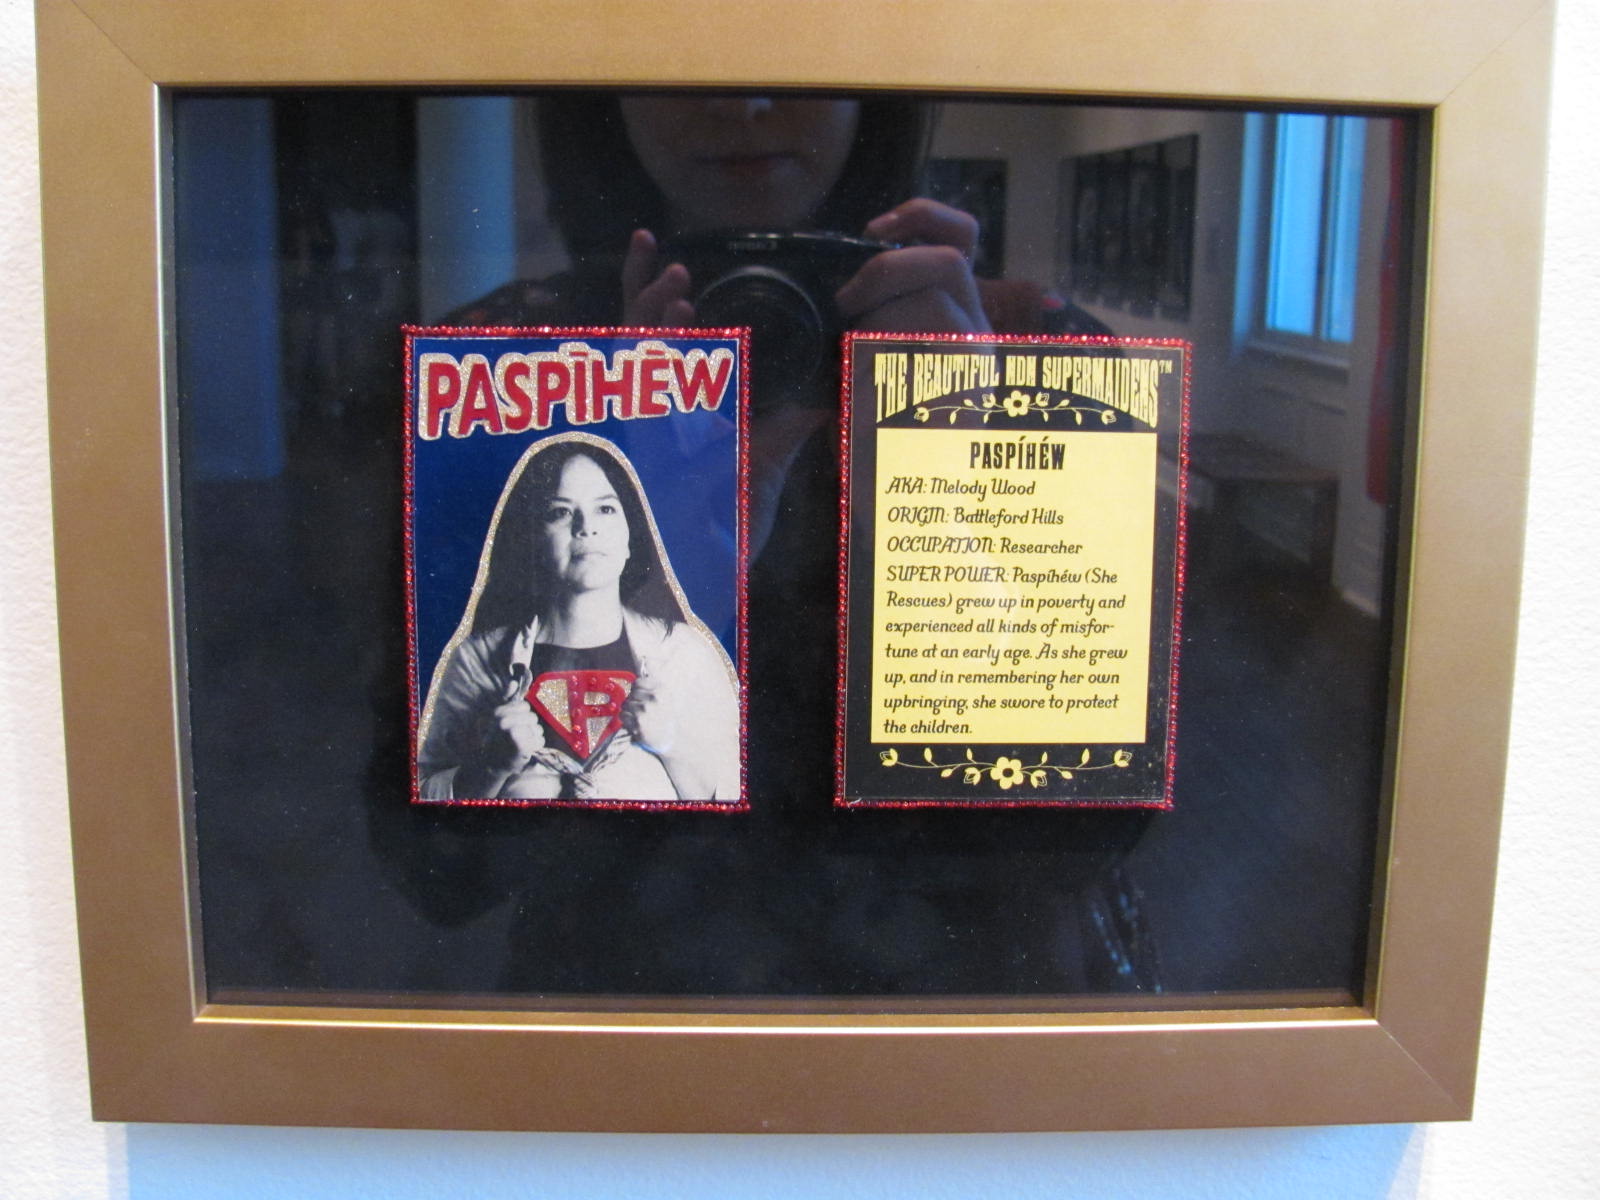 PASPĪHĒW
P
THE BEAUTIFUL NDN SUPERMAIDENS™
PASPÍHÉW
AKA: Melody Wood
ORIGIN: Battleford Hills
OCCUPATION: Researcher
SUPER POWER: Paspíhéw (She
Rescues) grew up in poverty and
experienced all kinds of misfor-
tune at an early age. As she grew
up, and in remembering her own
upbringing, she swore to protect
the children.